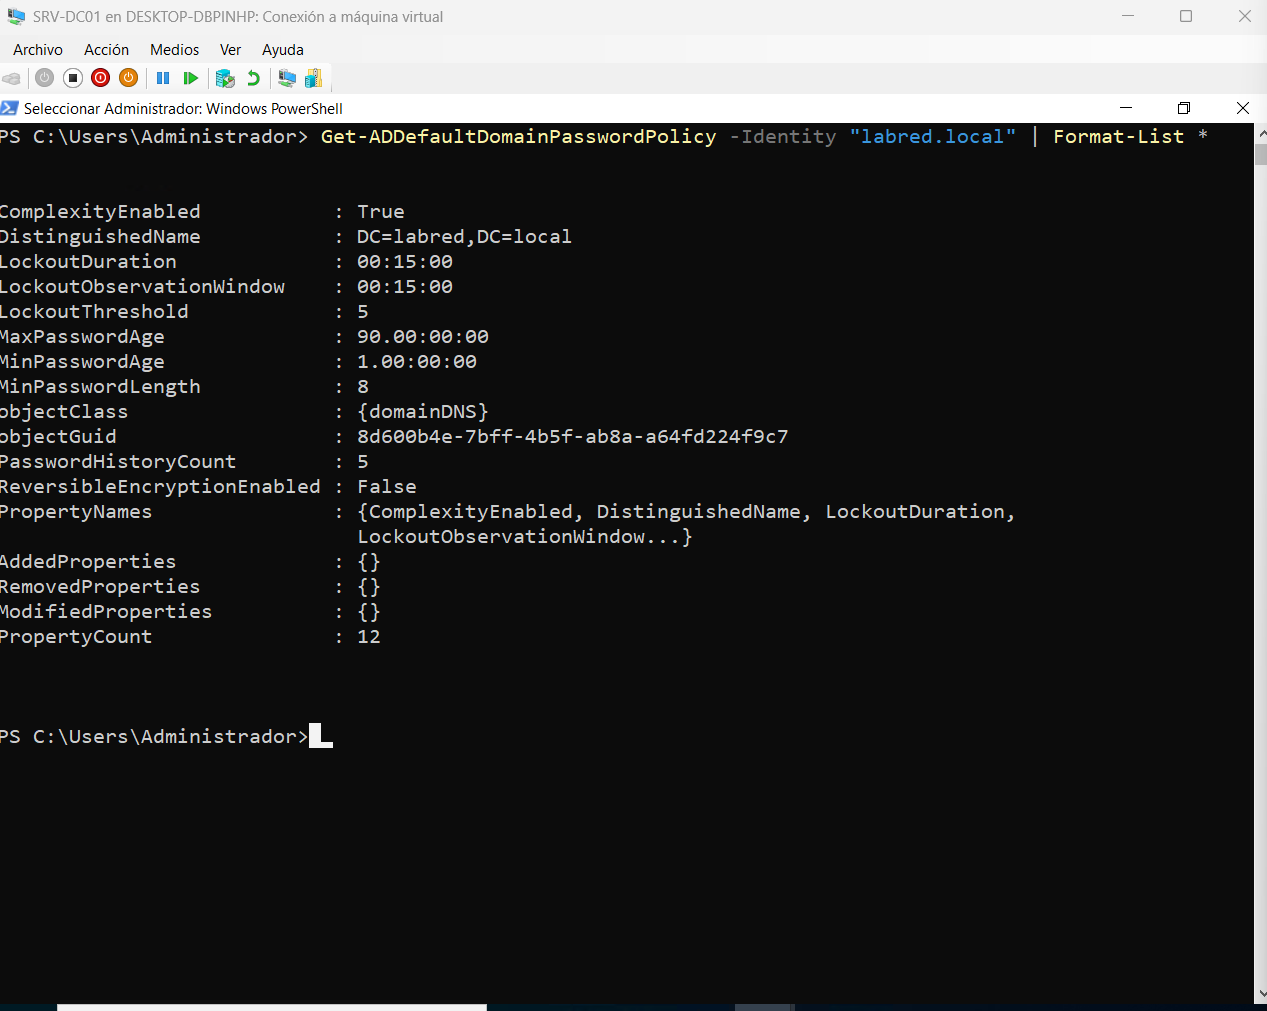 SRV-DC01 en DESKTOP-DBPINHP: Conexión a máquina virtual
Archivo Acción Medios Ver Ayuda
Seleccionar Administrador: Windows PowerShell
PS C:\Users\Administrador> Get-ADDefaultDomainPasswordPolicy -Identity "labred.local" | Format-List *
ComplexityEnabled : True
DistinguishedName : DC=labred,DC=local
LockoutDuration : 00:15:00
LockoutObservationWindow : 00:15:00
LockoutThreshold : 5
MaxPasswordAge : 90.00:00:00
MinPasswordAge : 1.00:00:00
MinPasswordLength : 8
objectClass : {domainDNS}
objectGuid : 8d600b4e-7bff-4b5f-ab8a-a64fd224f9c7
PasswordHistoryCount : 5
ReversibleEncryptionEnabled : False
PropertyNames : {ComplexityEnabled, DistinguishedName, LockoutDuration,
LockoutObservationWindow...}
AddedProperties : {}
RemovedProperties : {}
ModifiedProperties : {}
PropertyCount : 12
PS C:\Users\Administrador>